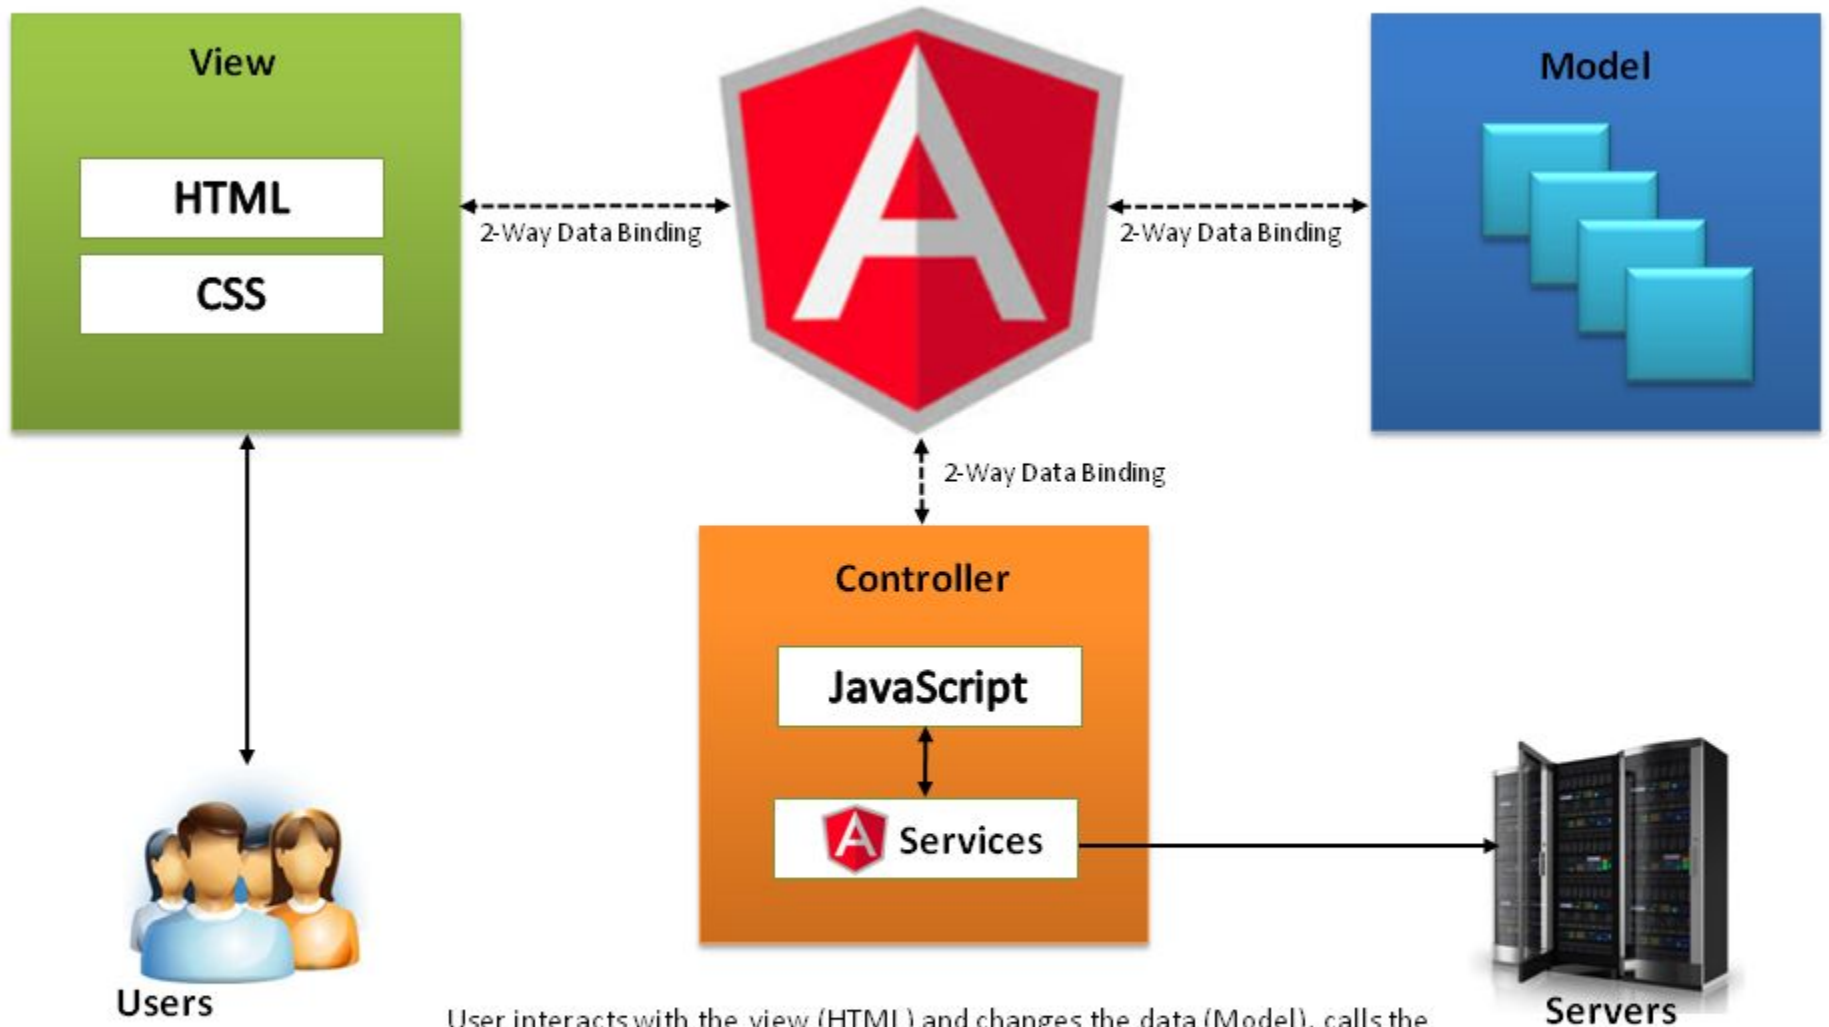 View
HTML
CSS
2-Way Data Binding
2-Way Data Binding
Model
2-Way Data Binding
Controller
JavaScript
Services
Users
Servers
User interacts with the view (HTML) and changes the data (Model), calls the